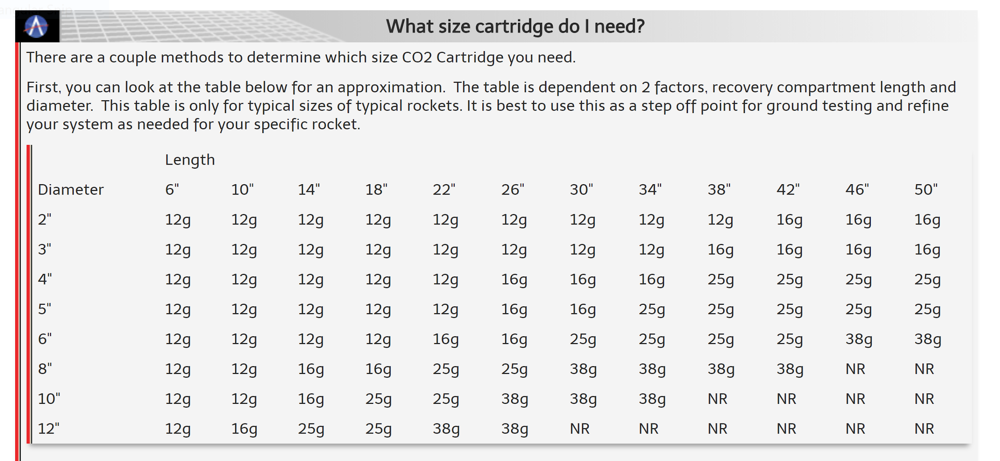 angular Snip
What size cartridge do I need?
There are a couple methods to determine which size CO2 Cartridge you need.
First, you can look at the table below for an approximation.  The table is dependent on 2 factors, recovery compartment length and
diameter.  This table is only for typical sizes of typical rockets. It is best to use this as a step off point for ground testing and refine
your system as needed for your specific rocket.
Length
Diameter 6" 10" 14" 18" 22" 26" 30" 34" 38" 42" 46" 50"
2" 12g 12g 12g 12g 12g 12g 12g 12g 12g 16g 16g 16g
3" 12g 12g 12g 12g 12g 12g 12g 12g 16g 16g 16g 16g
4" 12g 12g 12g 12g 12g 16g 16g 16g 25g 25g 25g 25g
5" 12g 12g 12g 12g 12g 16g 16g 25g 25g 25g 25g 25g
6" 12g 12g 12g 12g 16g 16g 25g 25g 25g 25g 38g 38g
8" 12g 12g 16g 16g 25g 25g 38g 38g 38g 38g NR NR
10" 12g 12g 16g 25g 25g 38g 38g 38g NR NR NR NR
12" 12g 16g 25g 25g 38g 38g NR NR NR NR NR NR